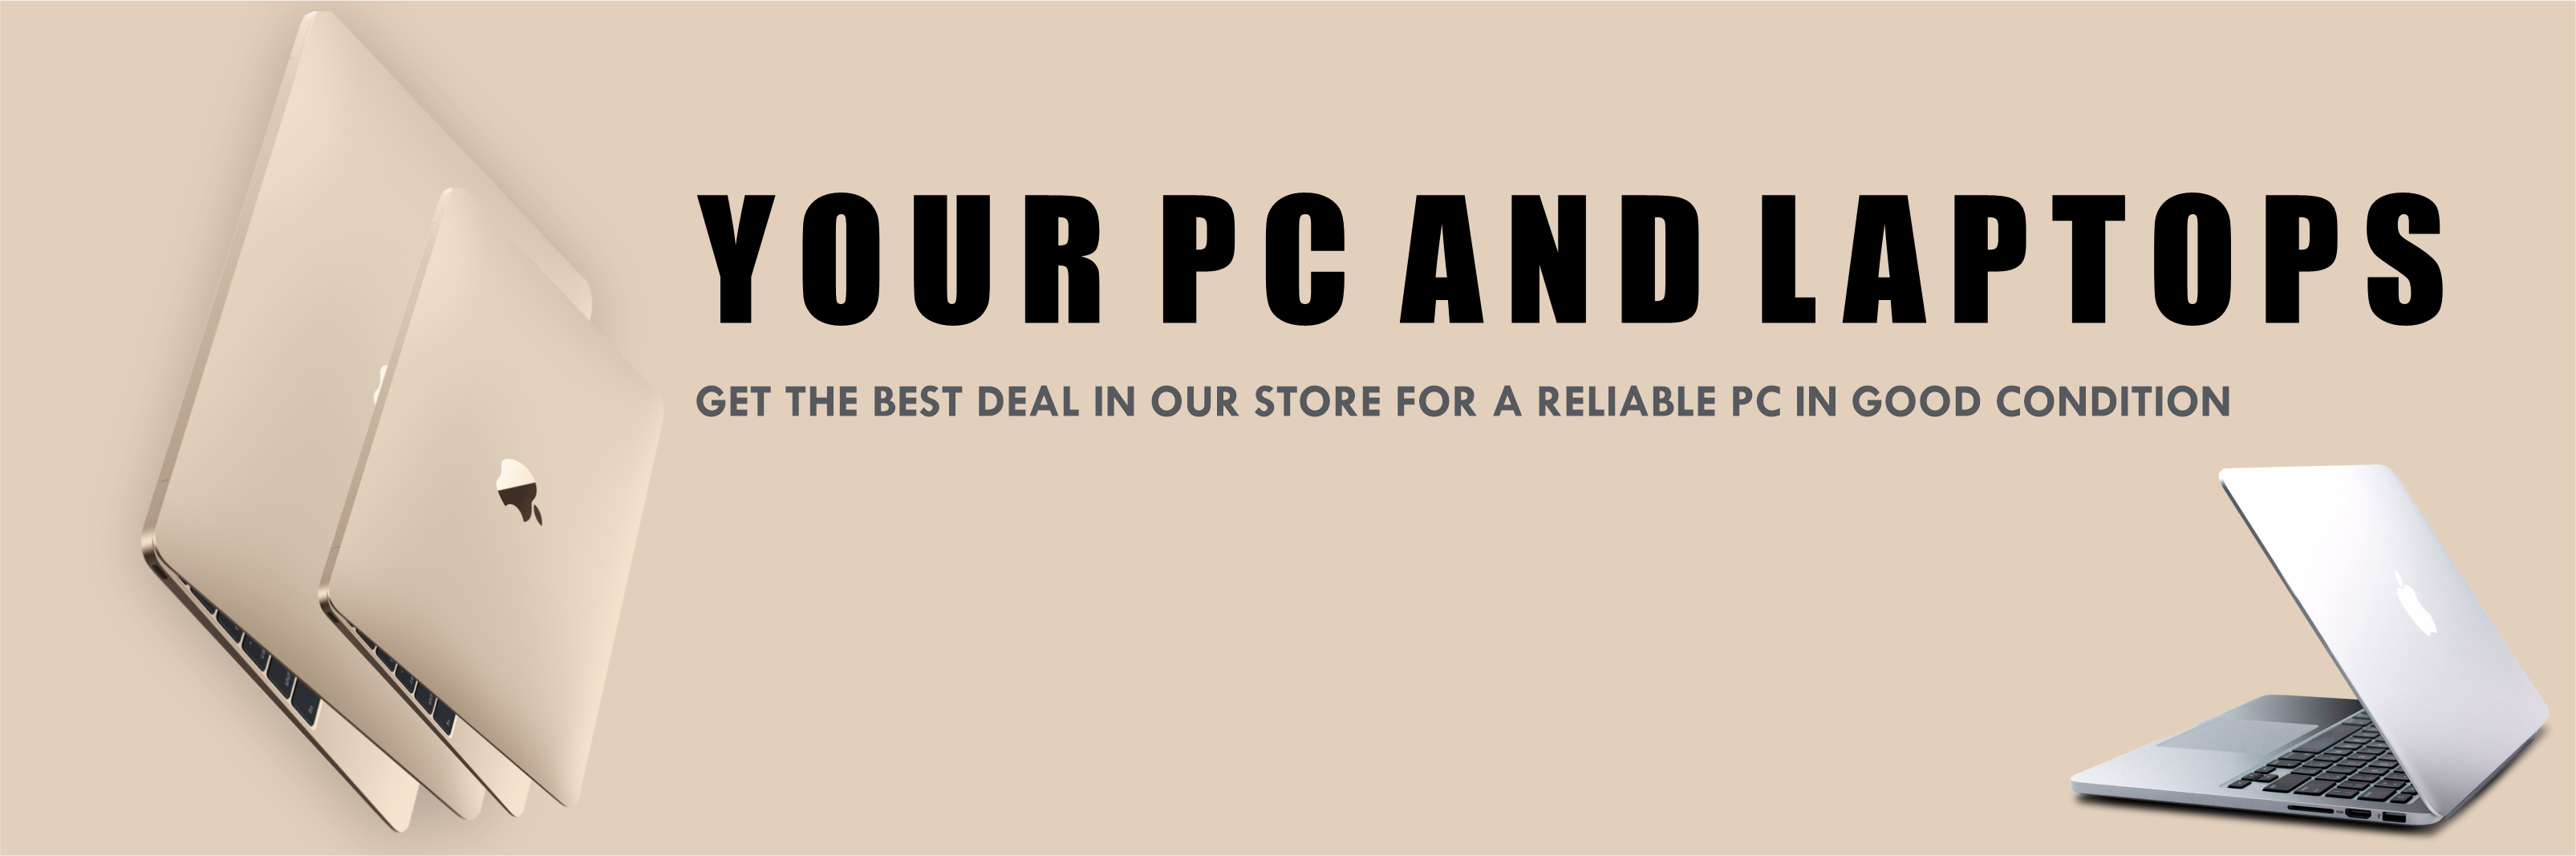 YOUR PC AND LAPTOPS
GET THE BEST DEAL IN OUR STORE FOR A RELIABLE PC IN GOOD CONDITION